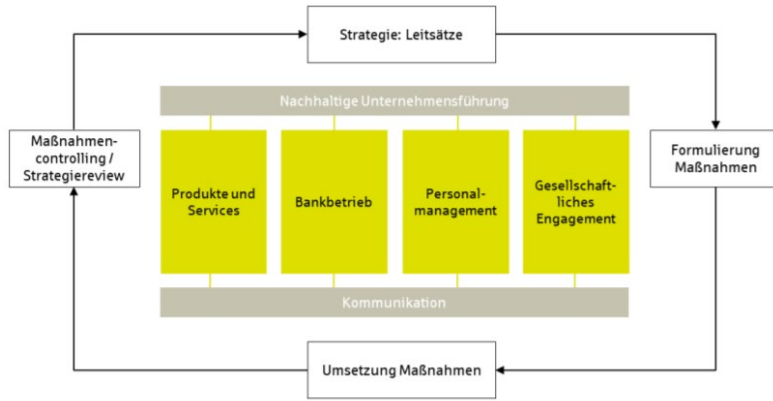 Strategie: Leitsätze
Nachhaltige Unternehmensführung
Maßnahmen-
controlling /
Strategiereview
Formulierung
Maßnahmen
Produkte und
Services
Bankbetrieb
Personal-
management
Gesellschaft-
liches
Engagement
Kommunikation
Umsetzung Maßnahmen